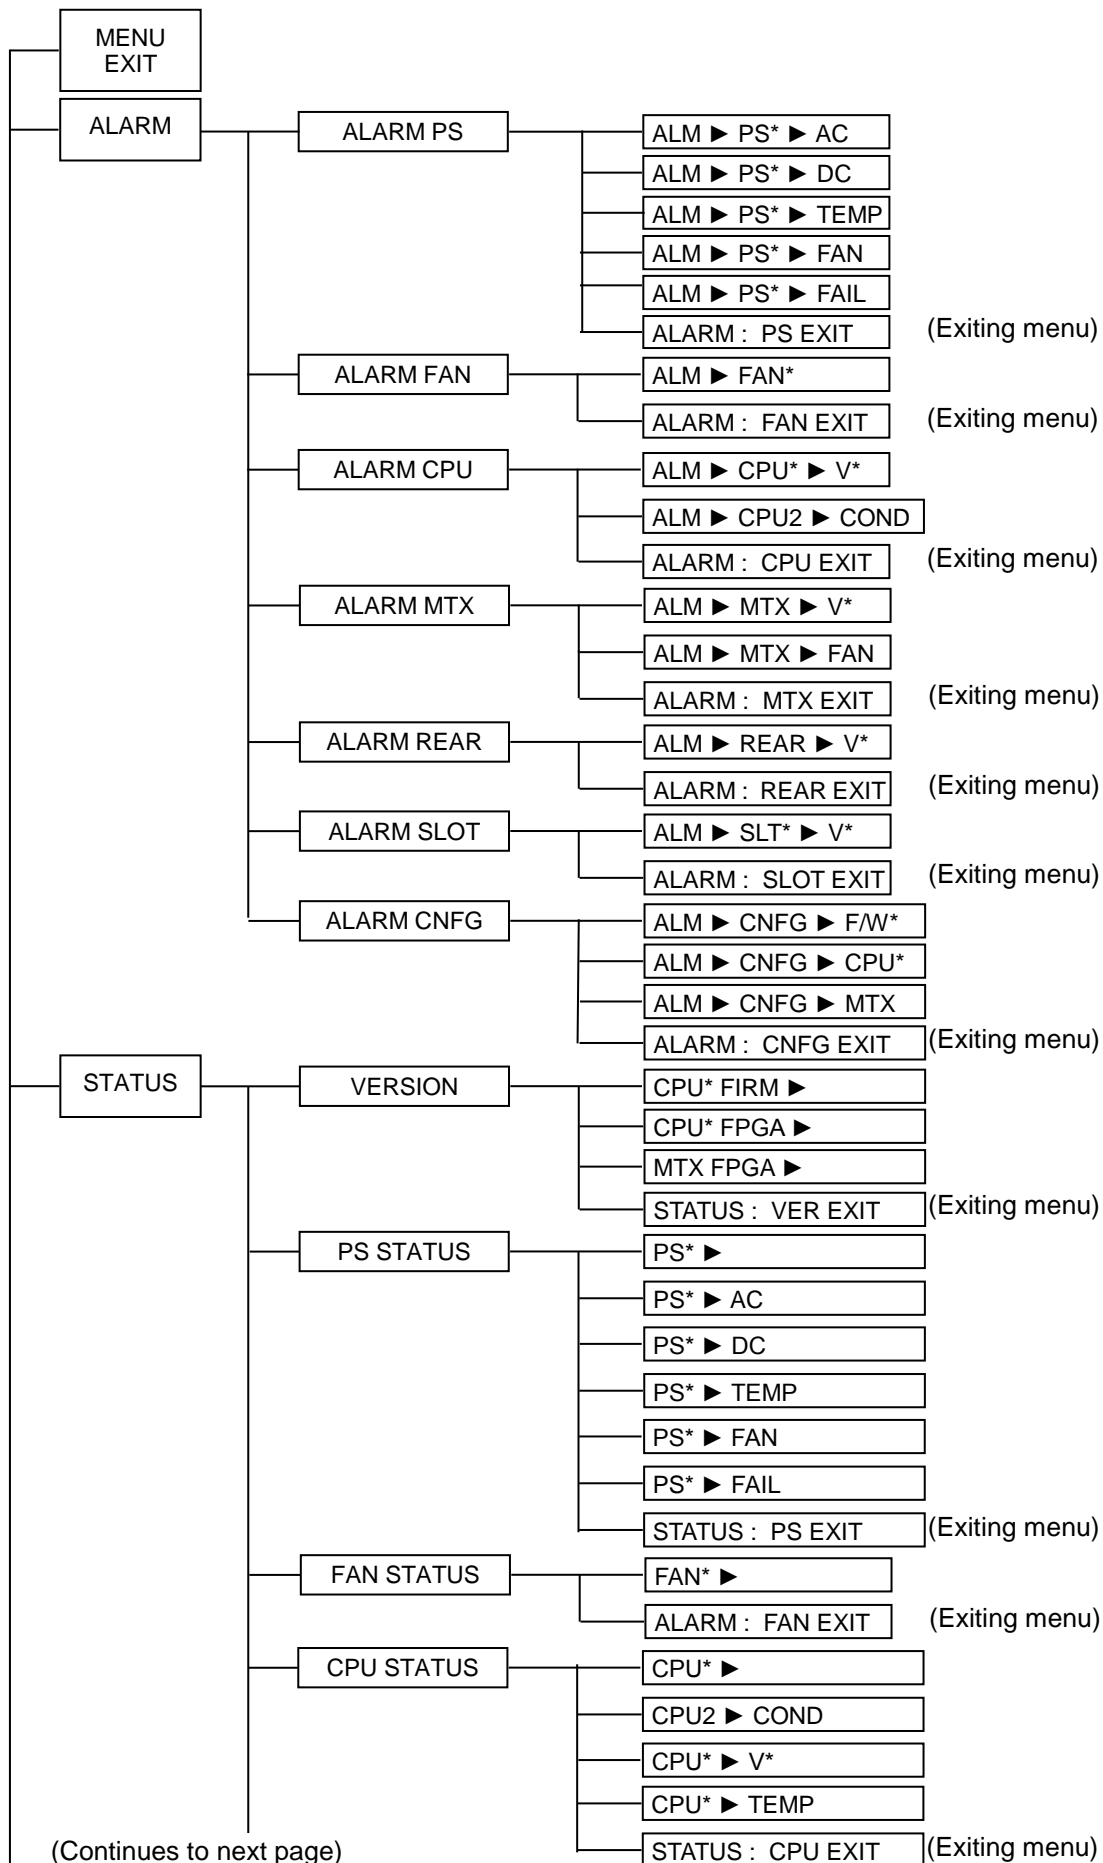 MENU
EXIT
ALARM
ALARM PS
ALM ► PS* ► AC
ALM ► PS* ► DC
ALM ► PS* ► TEMP
ALM ► PS* ► FAN
ALM ► PS* ► FAIL
ALARM : PS EXIT (Exiting menu)
ALARM FAN
ALM ► FAN*
ALARM : FAN EXIT (Exiting menu)
ALARM CPU
ALM ► CPU* ► V*
ALM ► CPU2 ► COND
ALARM : CPU EXIT (Exiting menu)
ALARM MTX
ALM ► MTX ► V*
ALM ► MTX ► FAN
ALARM : MTX EXIT (Exiting menu)
ALARM REAR
ALM ► REAR ► V*
ALARM : REAR EXIT (Exiting menu)
ALARM SLOT
ALM ► SLT* ► V*
ALARM : SLOT EXIT (Exiting menu)
ALARM CNFG
ALM ► CNFG ► F/W*
ALM ► CNFG ► CPU*
ALM ► CNFG ► MTX
ALARM : CNFG EXIT (Exiting menu)
STATUS
VERSION
CPU* FIRM ►
CPU* FPGA ►
MTX FPGA ►
STATUS : VER EXIT (Exiting menu)
PS STATUS
PS* ►
PS* ► AC
PS* ► DC
PS* ► TEMP
PS* ► FAN
PS* ► FAIL
STATUS : PS EXIT (Exiting menu)
FAN STATUS
FAN* ►
ALARM : FAN EXIT (Exiting menu)
CPU STATUS
CPU* ►
CPU2 ► COND
CPU* ► V*
CPU* ► TEMP
STATUS : CPU EXIT (Exiting menu)
(Continues to next page)